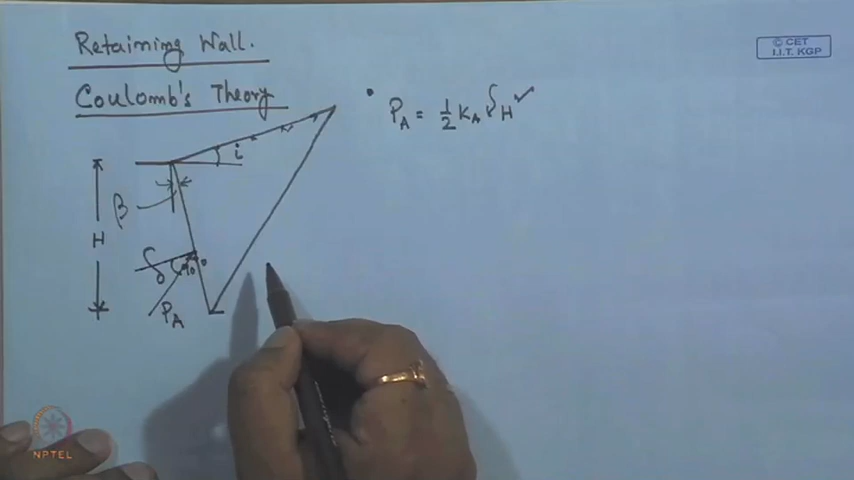 Retaining Wall.
Coulomb's Theory
© CET
I.I.T. KGP
P_A = 1/2 K_A γ H
i
β
H
δ
90°
P_A
NPTEL